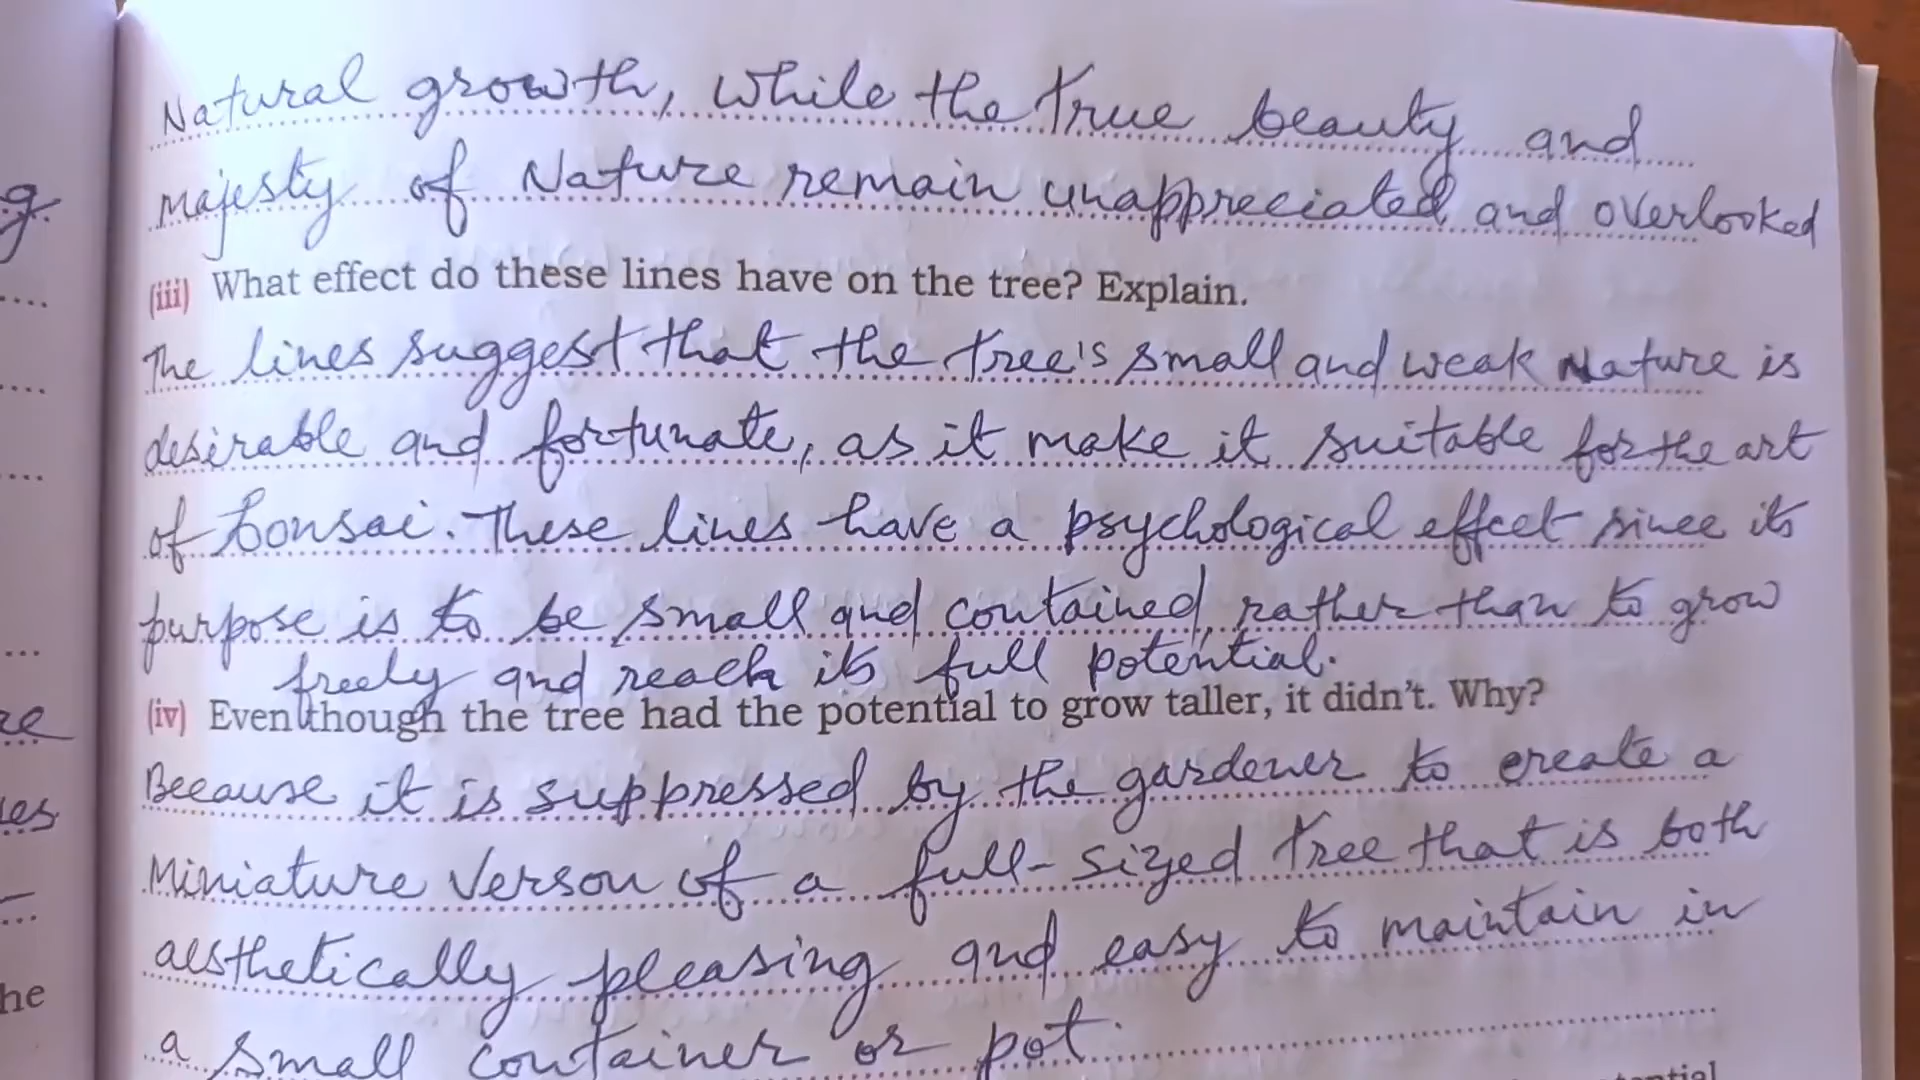 g
re
es
he
Natural growth, while the true beauty and
majesty of Nature remain unappreciated and overlooked
(iii) What effect do these lines have on the tree? Explain.
The lines suggest that the tree's small and weak Nature is
desirable and fortunate, as it make it suitable for the art
of bonsai. These lines have a psychological effect since its
purpose is to be small and contained, rather than to grow
freely and reach its full potential.
(iv) Even though the tree had the potential to grow taller, it didn't. Why?
Because it is suppressed by the gardener to create a
Miniature Verson of a full-sized tree that is both
aesthetically pleasing and easy to maintain in
a small container or pot.